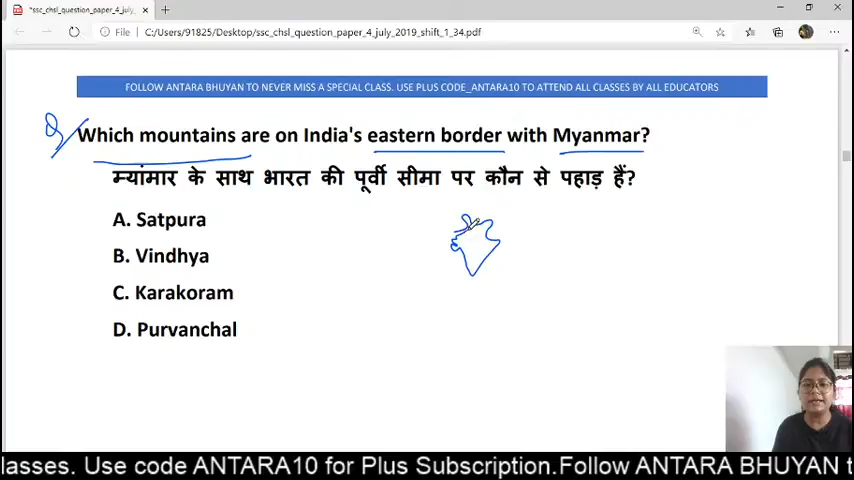 *ssc_chsl_question_paper_4_july_
File C:/Users/91825/Desktop/ssc_chsl_question_paper_4_july_2019_shift_1_34.pdf
FOLLOW ANTARA BHUYAN TO NEVER MISS A SPECIAL CLASS. USE PLUS CODE_ANTARA10 TO ATTEND ALL CLASSES BY ALL EDUCATORS
Which mountains are on India's eastern border with Myanmar?
म्यांमार के साथ भारत की पूर्वी सीमा पर कौन से पहाड़ हैं?
A. Satpura
B. Vindhya
C. Karakoram
D. Purvanchal
lasses. Use code ANTARA10 for Plus Subscription.Follow ANTARA BHUYAN t